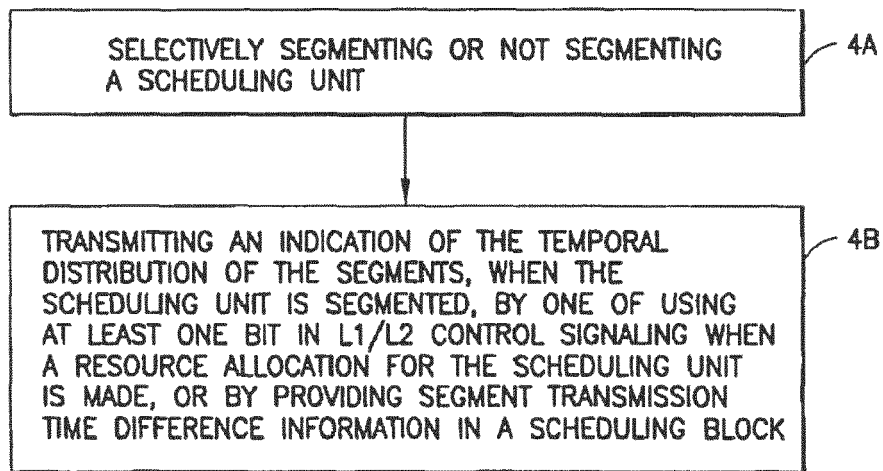 SELECTIVELY SEGMENTING OR NOT SEGMENTING
A SCHEDULING UNIT
4A
TRANSMITTING AN INDICATION OF THE TEMPORAL
DISTRIBUTION OF THE SEGMENTS, WHEN THE
SCHEDULING UNIT IS SEGMENTED, BY ONE OF USING
AT LEAST ONE BIT IN L1/L2 CONTROL SIGNALING WHEN
A RESOURCE ALLOCATION FOR THE SCHEDULING UNIT
IS MADE, OR BY PROVIDING SEGMENT TRANSMISSION
TIME DIFFERENCE INFORMATION IN A SCHEDULING BLOCK
4B